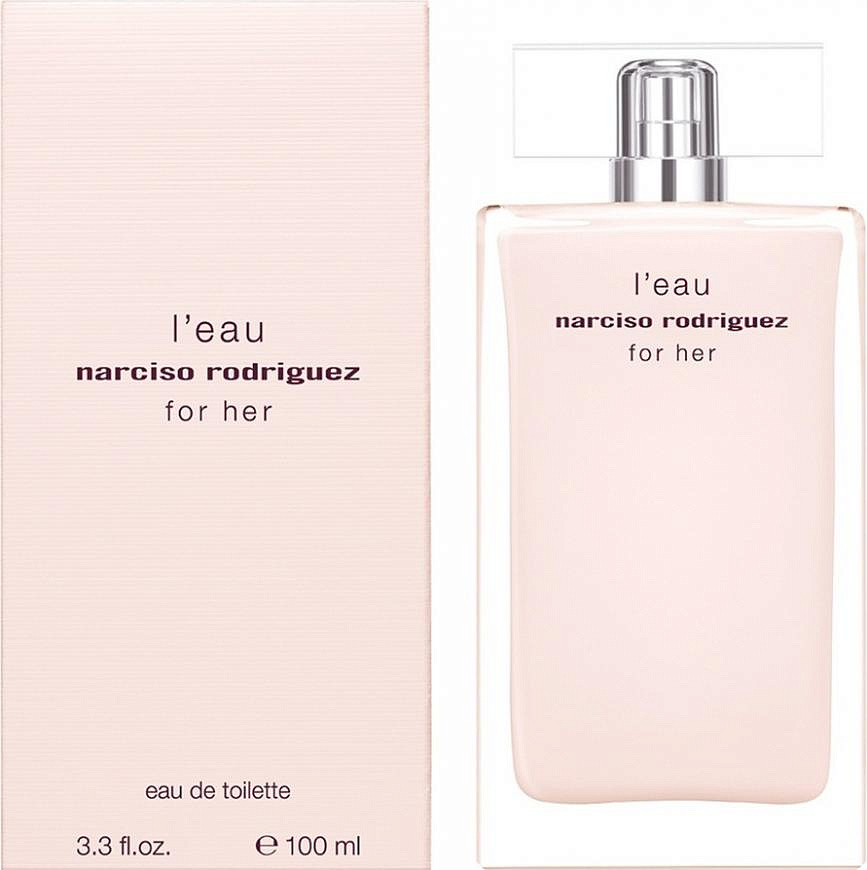 l'eau
narciso rodriguez
for her
eau de toilette
3.3 fl.oz. ℮ 100 ml
l'eau
narciso rodriguez
for her